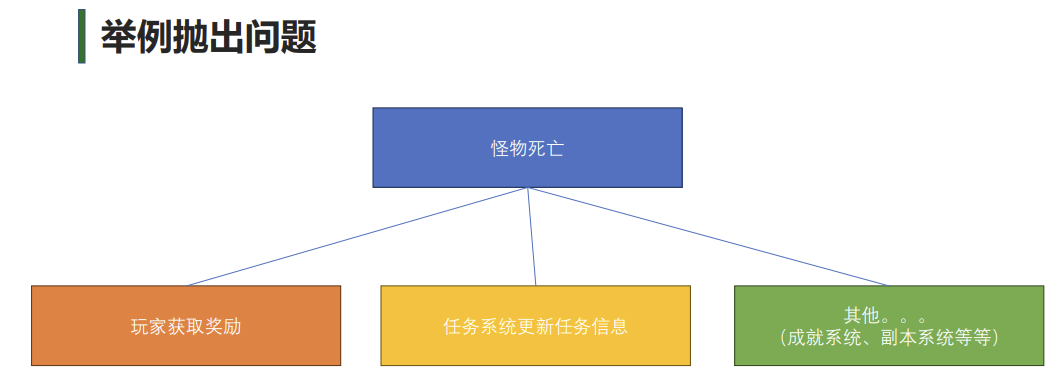 举例抛出问题
怪物死亡
玩家获取奖励
任务系统更新任务信息
其他。。。
（成就系统、副本系统等等）